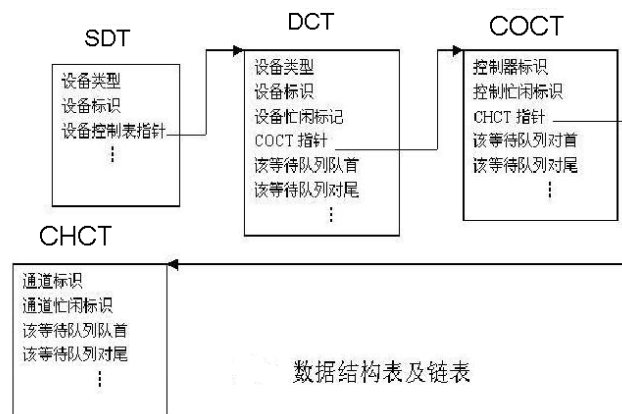 SDT
设备类型
设备标识
设备控制表指针
⋮
DCT
设备类型
设备标识
设备忙闲标记
COCT 指针
该等待队列队首
该等待队列对尾
⋮
COCT
控制器标识
控制忙闲标识
CHCT 指针
该等待队列对首
该等待队列对尾
⋮
CHCT
通道标识
通道忙闲标识
该等待队列队首
该等待队列对尾
⋮
数据结构表及链表